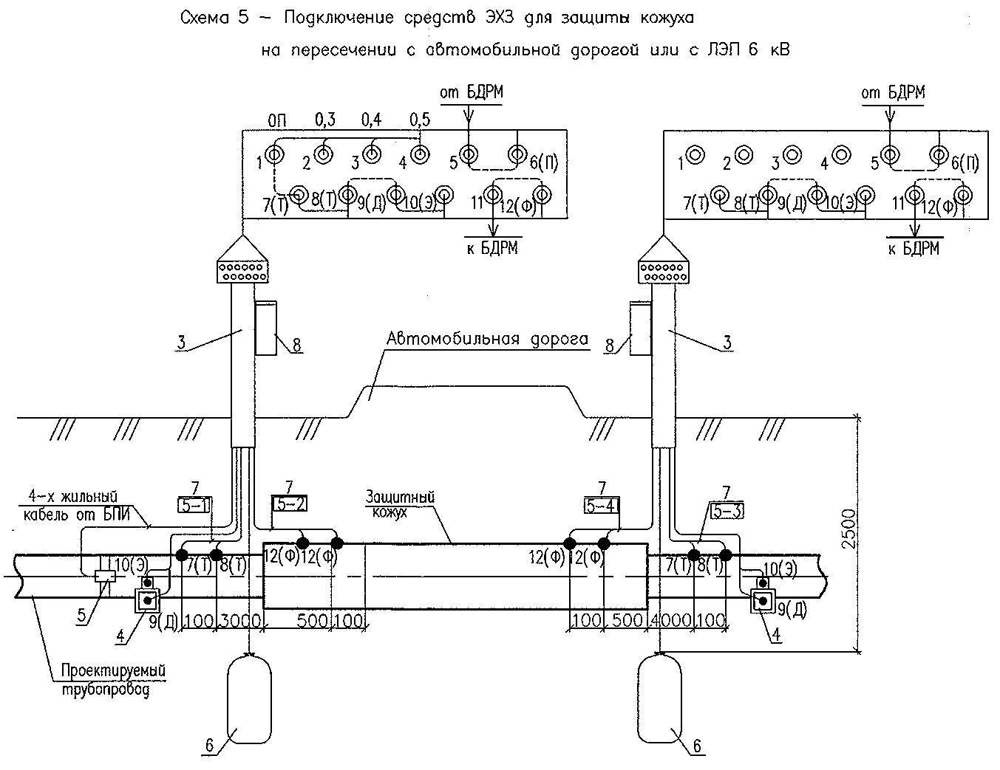 Схема 5 – Подключение средств ЭХЗ для защиты кожуха
на пересечении с автомобильной дорогой или с ЛЭП 6 кВ
от БДРМ
от БДРМ
ОП 0,3 0,4 0,5
1 2 3 4 5 6(П)
1 2 3 4 5 6(П)
7(Т) 8(Т) 9(Д) 10(Э) 11 12(Ф)
7(Т) 8(Т) 9(Д) 10(Э) 11 12(Ф)
к БДРМ
к БДРМ
3 8
Автомобильная дорога
8 3
4-х жильный
кабель от БПИ
7
5-1
7
5-2
Защитный
кожух
7
5-4
7
5-3
2500
10(Э) 7(Т) 8(Т) 12(Ф) 12(Ф) 12(Ф) 12(Ф) 7(Т) 8(Т) 10(Э)
5 4 9(Д) 100 3000 500 100 100 500 4000 100 9(Д) 4
Проектируемый
трубопровод
6 6